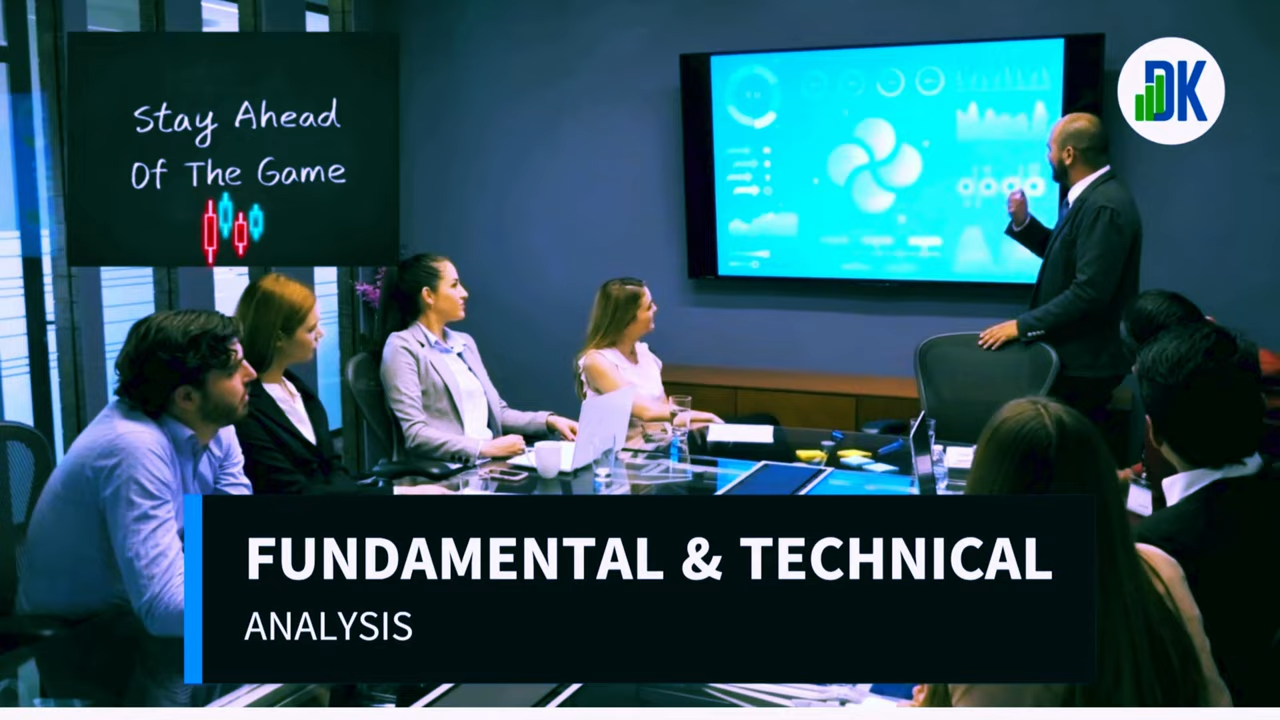 Stay Ahead
Of The Game
DK
FUNDAMENTAL & TECHNICAL
ANALYSIS